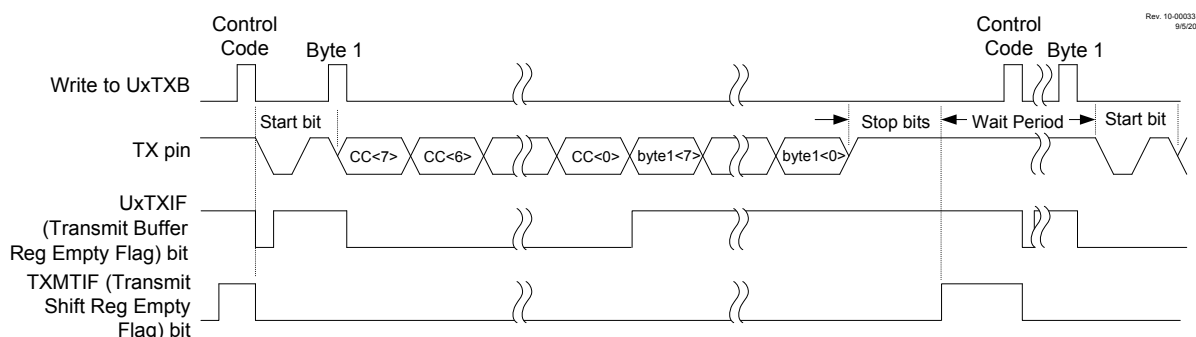 Rev. 10-00033
9/5/20
Control
Code
Byte 1
Control
Code
Byte 1
Write to UxTXB
Start bit
Stop bits
Wait Period
Start bit
TX pin
CC<7>
CC<6>
CC<0>
byte1<7>
byte1<0>
UxTXIF
(Transmit Buffer
Reg Empty Flag) bit
TXMTIF (Transmit
Shift Reg Empty
Flag) bit